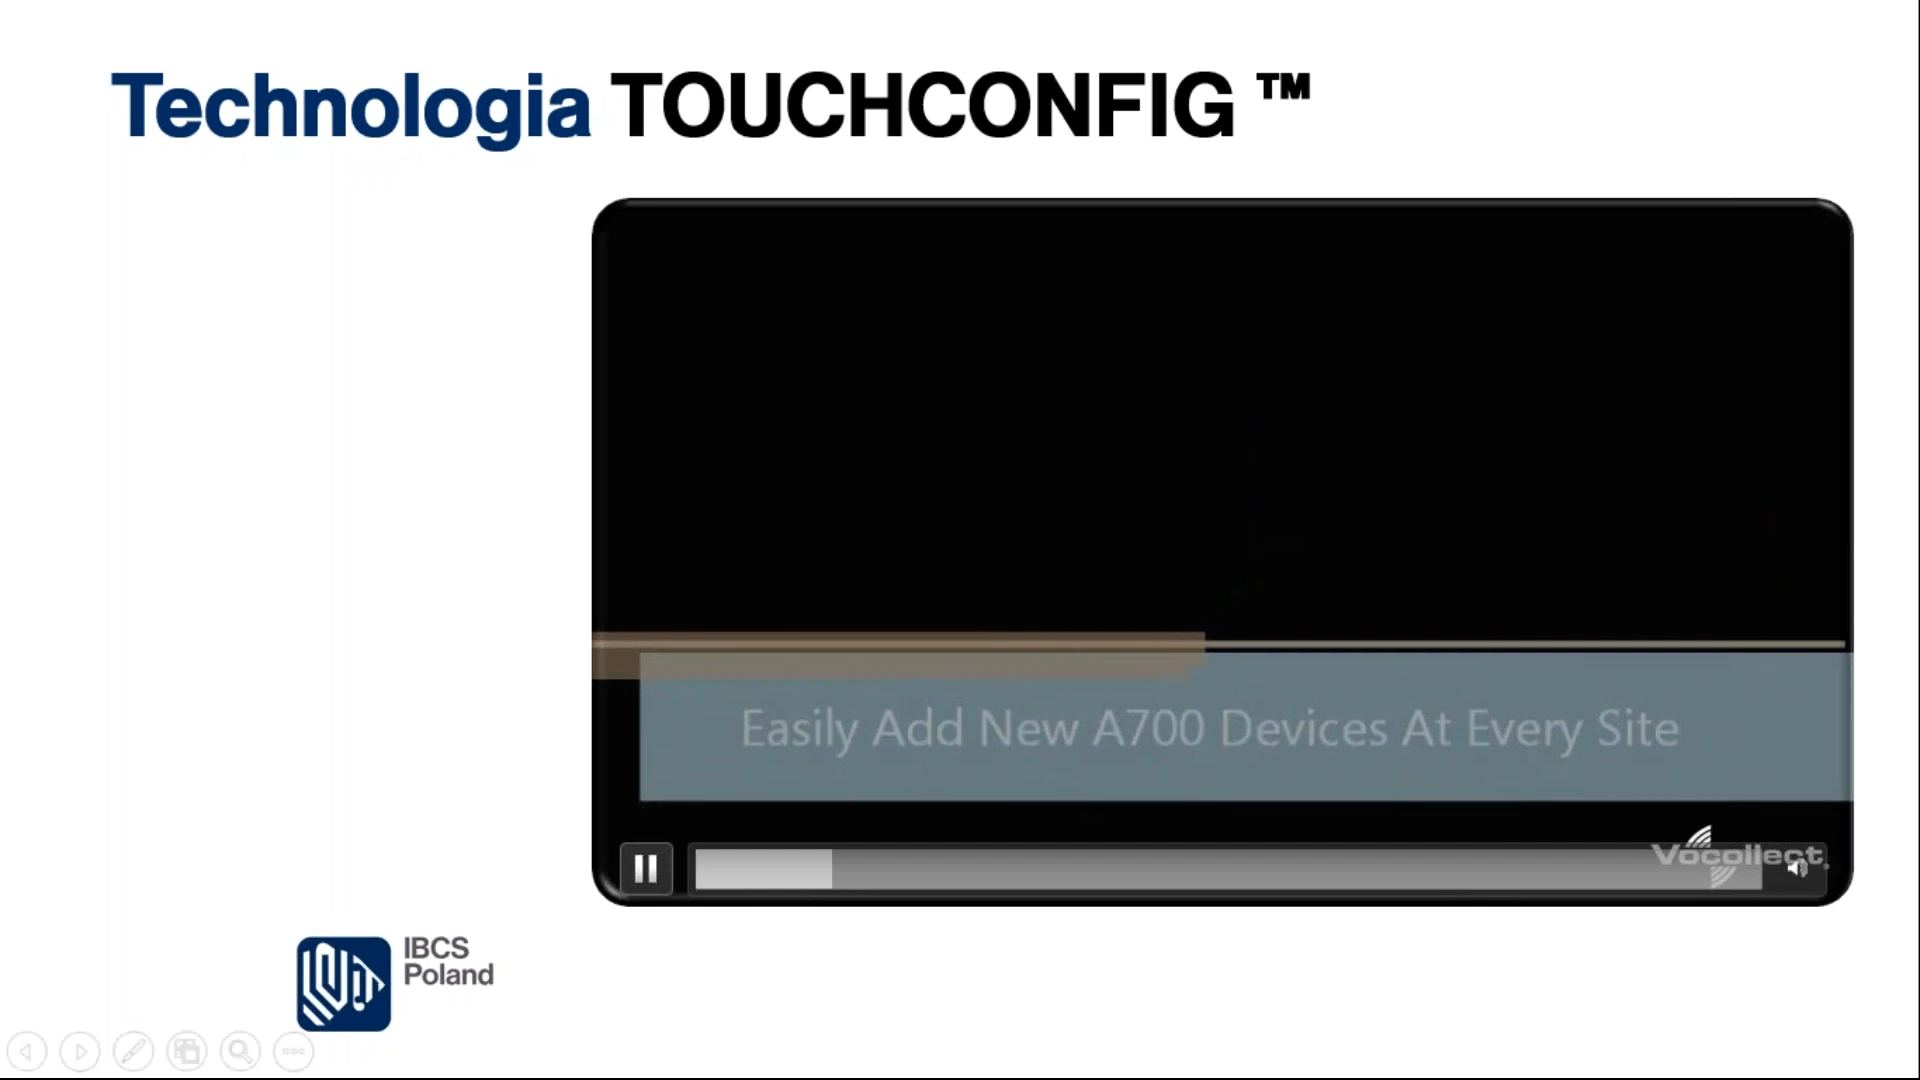 Technologia TOUCHCONFIG ™
Easily Add New A700 Devices At Every Site
Vocollect.
IBCS
Poland